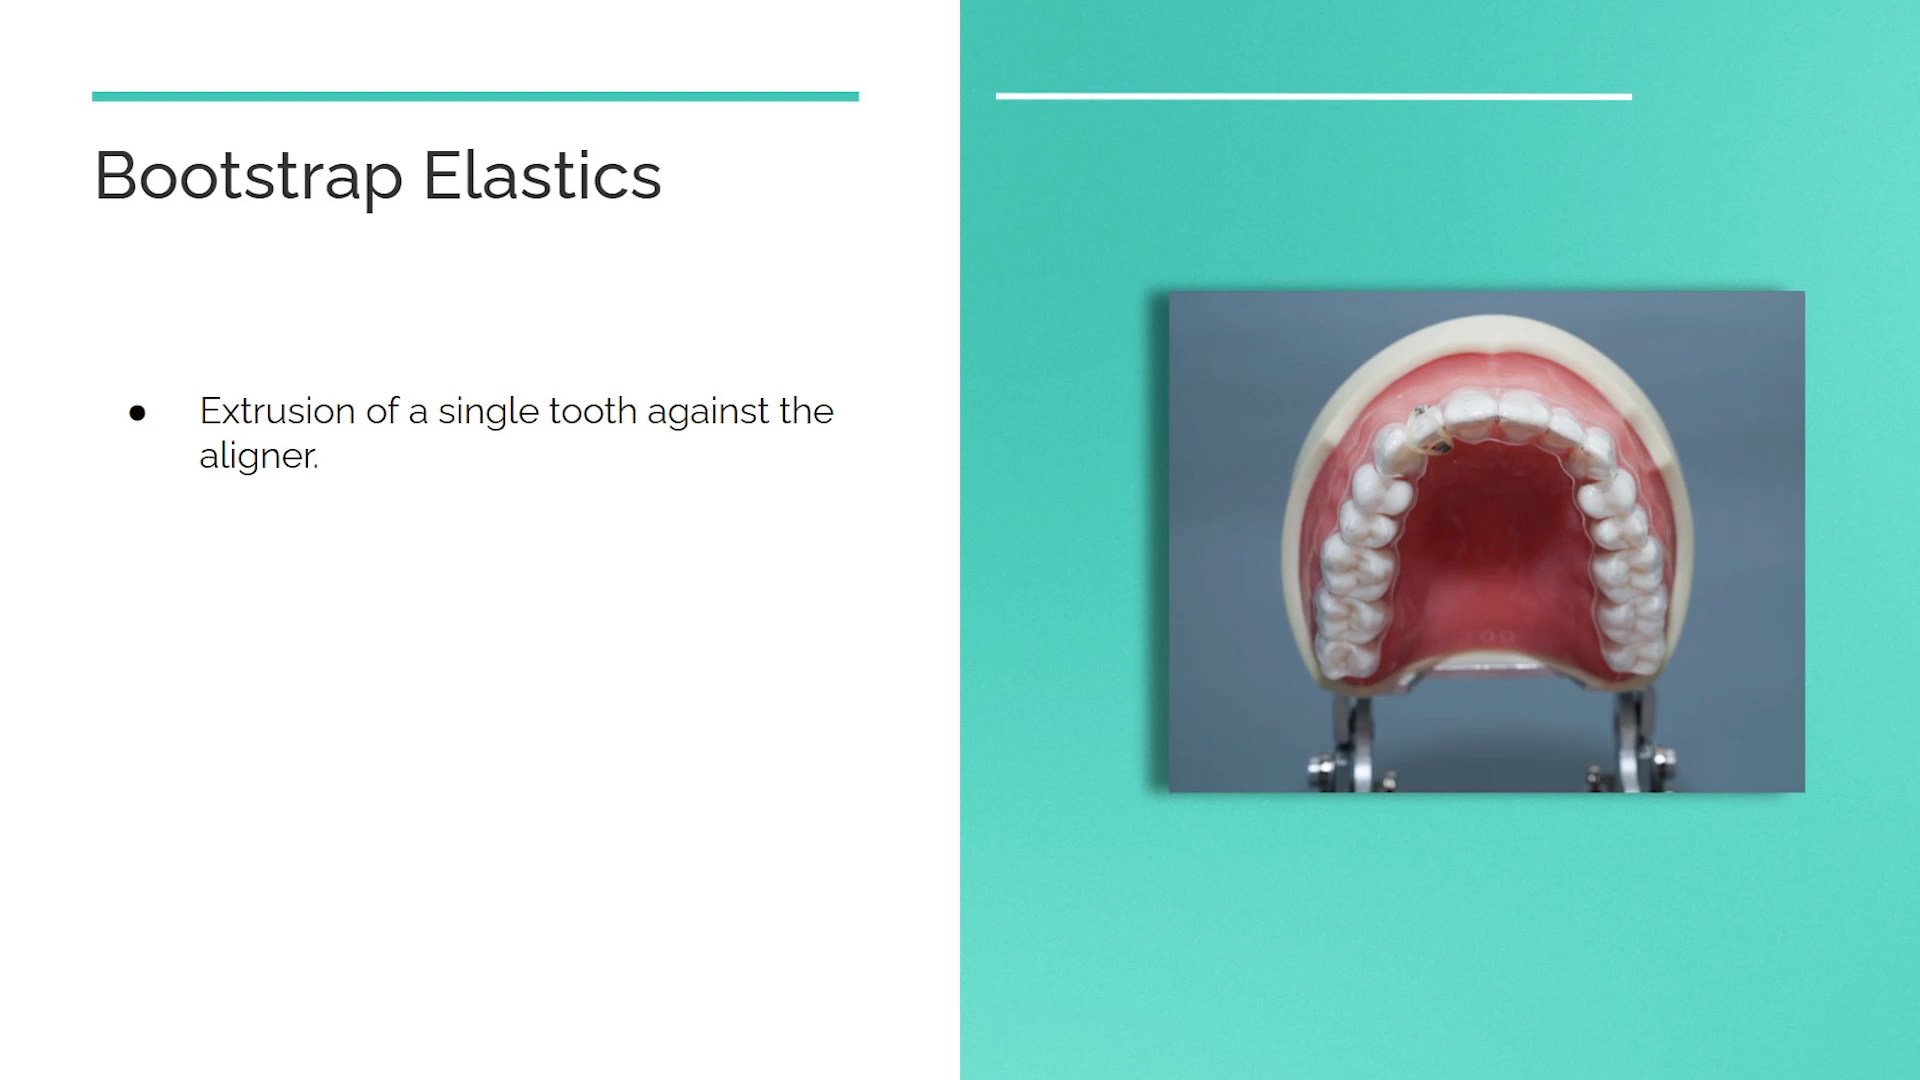 Bootstrap Elastics
● Extrusion of a single tooth against the
aligner.